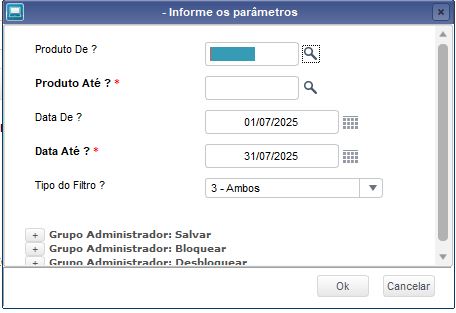 - Informe os parâmetros
Produto De ?
Produto Até ? *
Data De ? 01/07/2025
Data Até ? * 31/07/2025
Tipo do Filtro ? 3 - Ambos
+ Grupo Administrador: Salvar
+ Grupo Administrador: Bloquear
+ Grupo Administrador: Desbloquear
Ok Cancelar